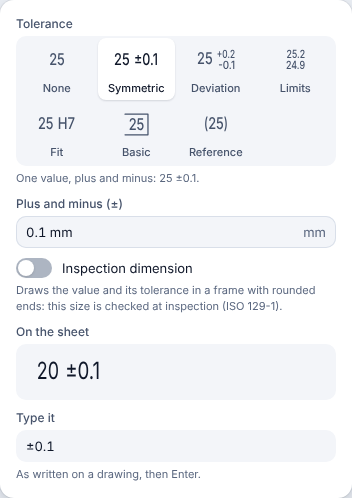 Tolerance
25 25 ±0.1 25 +0.2 -0.1 25.2 24.9
None Symmetric Deviation Limits
25 H7 25 (25)
Fit Basic Reference
One value, plus and minus: 25 ±0.1.
Plus and minus (±)
0.1 mm mm
Inspection dimension
Draws the value and its tolerance in a frame with rounded
ends: this size is checked at inspection (ISO 129-1).
On the sheet
20 ±0.1
Type it
±0.1
As written on a drawing, then Enter.